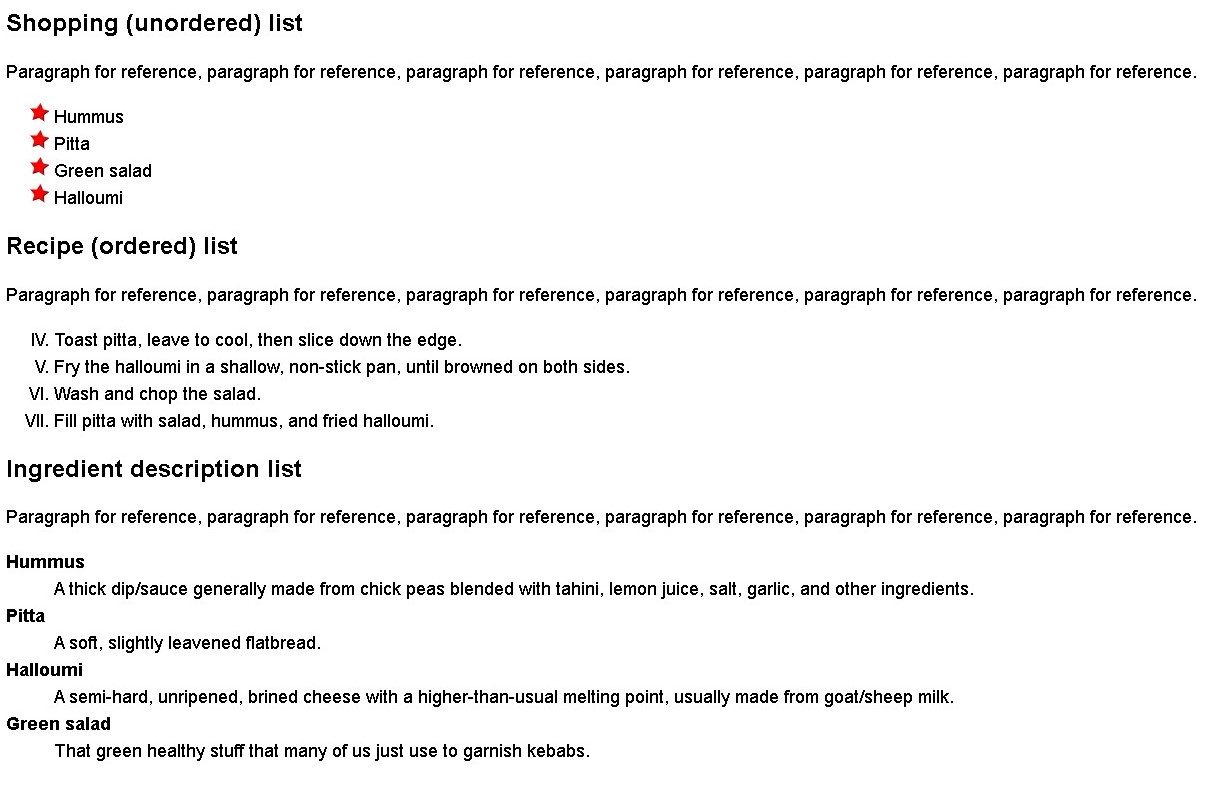 Shopping (unordered) list
Paragraph for reference, paragraph for reference, paragraph for reference, paragraph for reference, paragraph for reference, paragraph for reference.
Hummus
Pitta
Green salad
Halloumi
Recipe (ordered) list
Paragraph for reference, paragraph for reference, paragraph for reference, paragraph for reference, paragraph for reference, paragraph for reference.
IV. Toast pitta, leave to cool, then slice down the edge.
V. Fry the halloumi in a shallow, non-stick pan, until browned on both sides.
VI. Wash and chop the salad.
VII. Fill pitta with salad, hummus, and fried halloumi.
Ingredient description list
Paragraph for reference, paragraph for reference, paragraph for reference, paragraph for reference, paragraph for reference, paragraph for reference.
Hummus
A thick dip/sauce generally made from chick peas blended with tahini, lemon juice, salt, garlic, and other ingredients.
Pitta
A soft, slightly leavened flatbread.
Halloumi
A semi-hard, unripened, brined cheese with a higher-than-usual melting point, usually made from goat/sheep milk.
Green salad
That green healthy stuff that many of us just use to garnish kebabs.